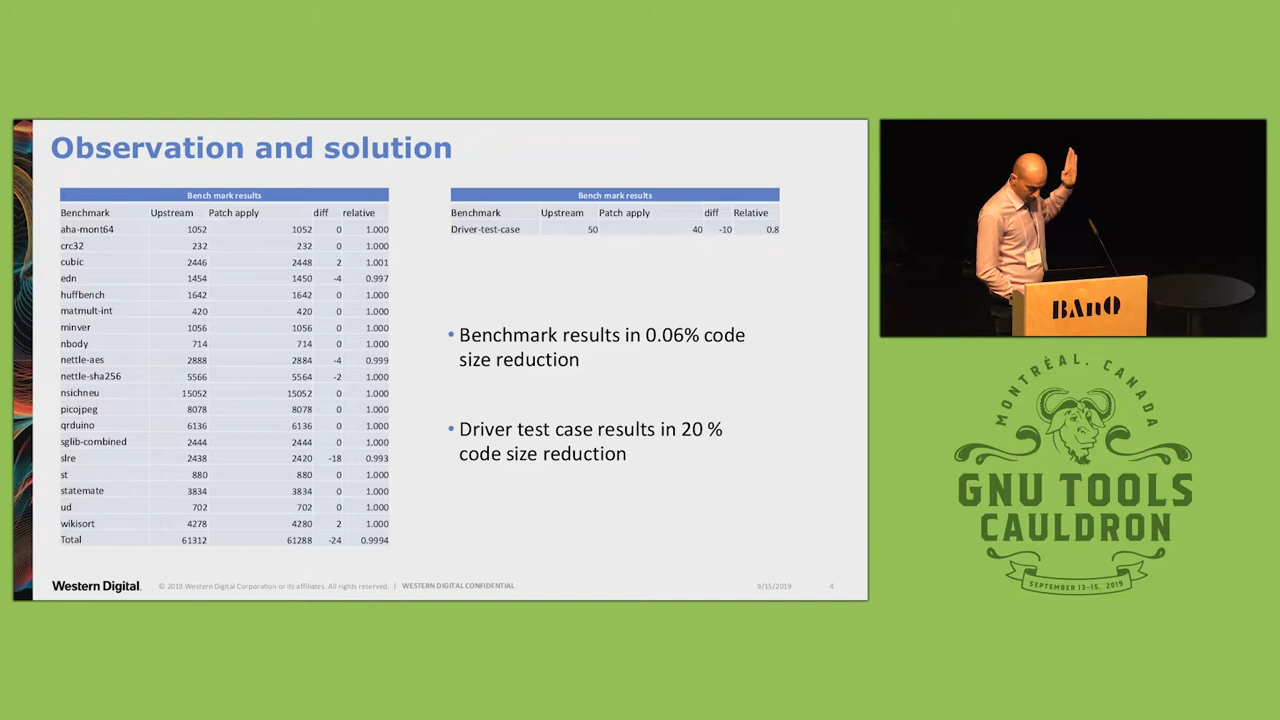 Observation and solution
Bench mark results
Benchmark Upstream Patch apply diff relative
aha-mont64 1052 1052 0 1.000
crc32 232 232 0 1.000
cubic 2446 2448 2 1.001
edn 1454 1450 -4 0.997
huffbench 1642 1642 0 1.000
matmult-int 420 420 0 1.000
minver 1056 1056 0 1.000
nbody 714 714 0 1.000
nettle-aes 2888 2884 -4 0.999
nettle-sha256 5566 5564 -2 1.000
nsichneu 15052 15052 0 1.000
picojpeg 8078 8078 0 1.000
qrduino 6136 6136 0 1.000
sglib-combined 2444 2444 0 1.000
slre 2438 2420 -18 0.993
st 880 880 0 1.000
statemate 3834 3834 0 1.000
ud 702 702 0 1.000
wikisort 4278 4280 2 1.000
Total 61312 61288 -24 0.9994
Bench mark results
Benchmark Upstream Patch apply diff Relative
Driver-test-case 50 40 -10 0.8
• Benchmark results in 0.06% code
size reduction
• Driver test case results in 20 %
code size reduction
Western Digital.
© 2019 Western Digital Corporation or its affiliates. All rights reserved. | WESTERN DIGITAL CONFIDENTIAL
9/15/2019 4
BAnQ
MONTRÉAL, CANADA
GNU TOOLS
CAULDRON
SEPTEMBER 13-15, 2019